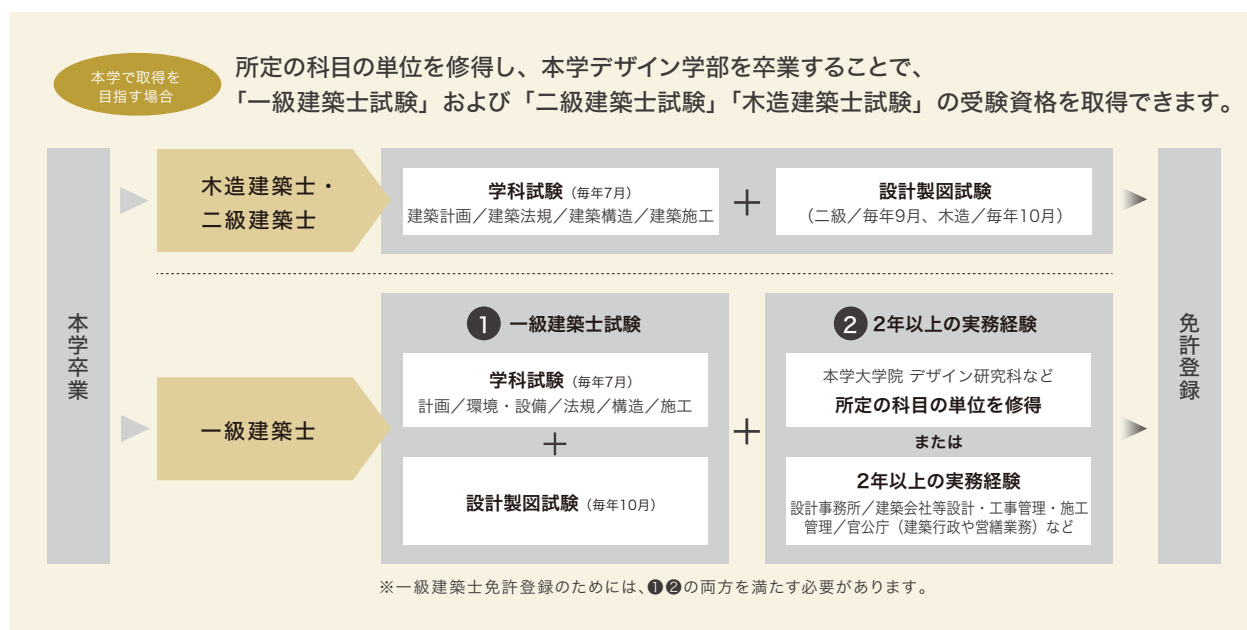 本学で取得を
目指す場合
所定の科目の単位を修得し、本学デザイン学部を卒業することで、
「一級建築士試験」および「二級建築士試験」「木造建築士試験」の受験資格を取得できます。
本学卒業
木造建築士・
二級建築士
学科試験（毎年7月）
建築計画／建築法規／建築構造／建築施工
＋
設計製図試験
（二級／毎年9月、木造／毎年10月）
一級建築士
❶ 一級建築士試験
学科試験（毎年7月）
計画／環境・設備／法規／構造／施工
＋
設計製図試験（毎年10月）
＋
❷ 2年以上の実務経験
本学大学院 デザイン研究科など
所定の科目の単位を修得
または
2年以上の実務経験
設計事務所／建築会社等設計・工事管理・施工
管理／官公庁（建築行政や営繕業務）など
免許登録
※一級建築士免許登録のためには、❶❷の両方を満たす必要があります。